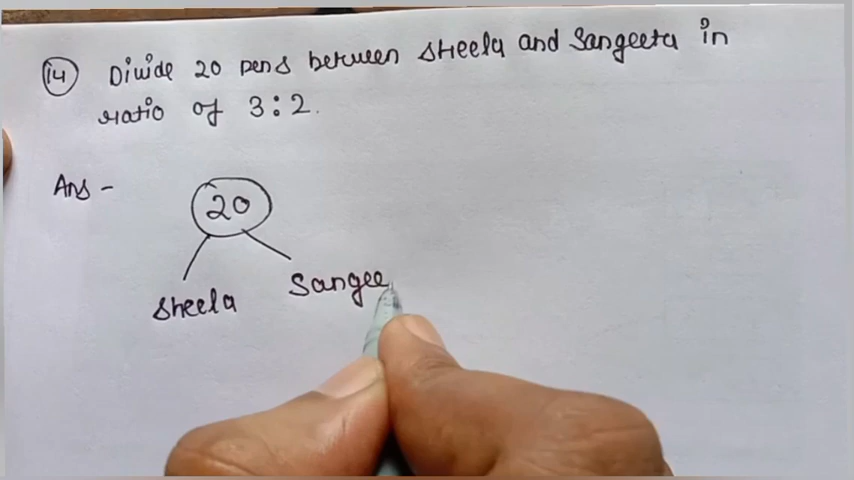 14 Divide 20 pens between Sheela and Sangeeta in
ratio of 3:2.
Ans -
20
Sheela Sangee